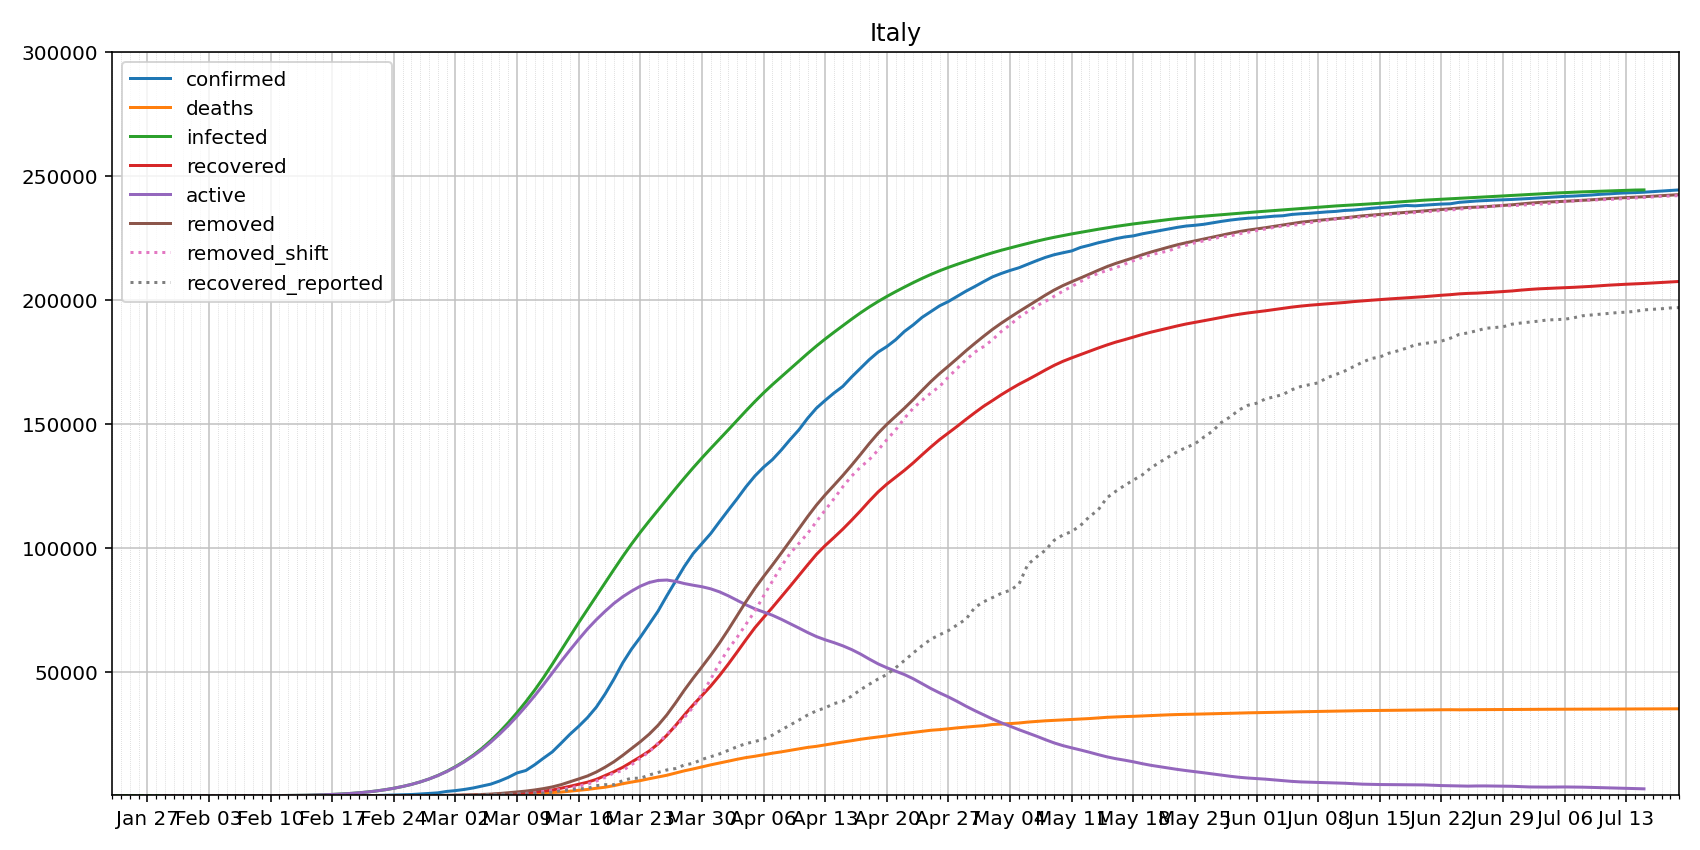 Italy
300000
250000
200000
150000
100000
50000
confirmed
deaths
infected
recovered
active
removed
removed_shift
recovered_reported
Jan 27 Feb 03 Feb 10 Feb 17 Feb 24 Mar 02 Mar 09 Mar 16 Mar 23 Mar 30 Apr 06 Apr 13 Apr 20 Apr 27 May 04 May 11 May 18 May 25 Jun 01 Jun 08 Jun 15 Jun 22 Jun 29 Jul 06 Jul 13